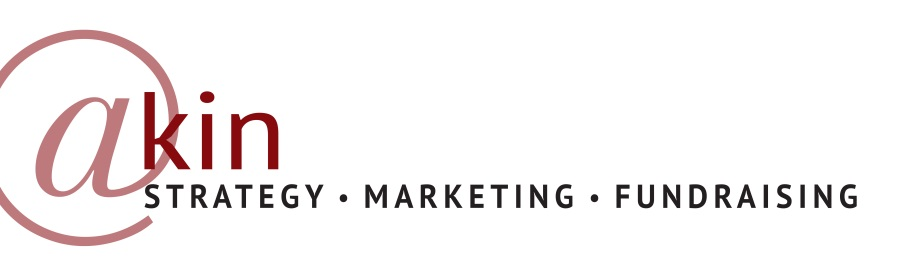 @kin
STRATEGY • MARKETING • FUNDRAISING